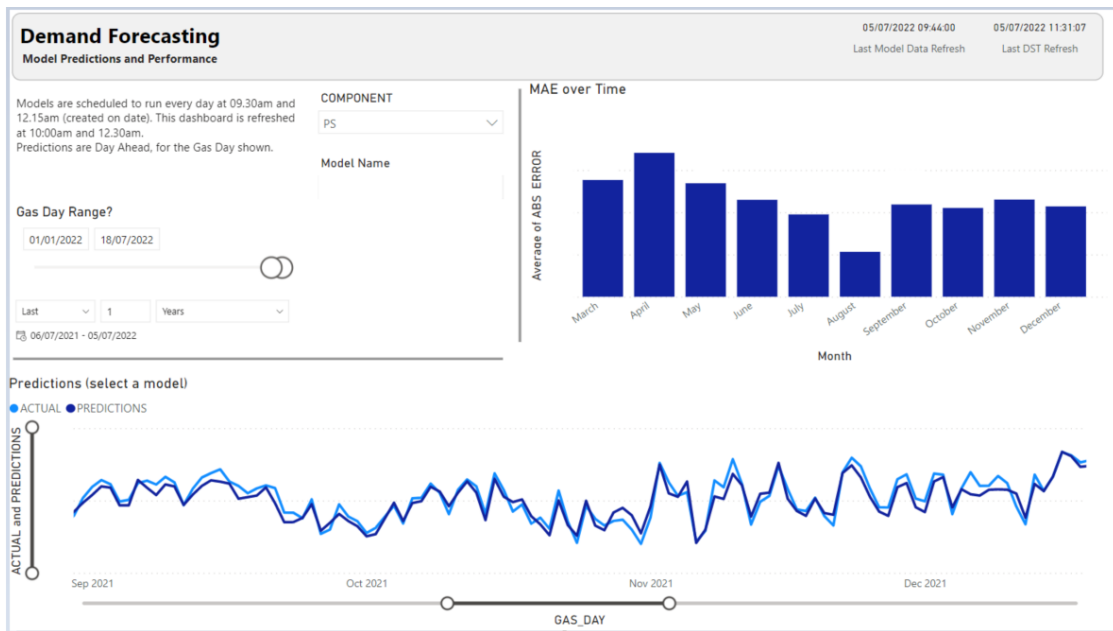 Demand Forecasting
Model Predictions and Performance
05/07/2022 09:44:00
Last Model Data Refresh
05/07/2022 11:31:07
Last DST Refresh
Models are scheduled to run every day at 09.30am and
12.15am (created on date). This dashboard is refreshed
at 10:00am and 12.30am.
Predictions are Day Ahead, for the Gas Day shown.
COMPONENT
PS
Model Name
Gas Day Range?
01/01/2022
18/07/2022
Last
1
Years
06/07/2021 - 05/07/2022
MAE over Time
Average of ABS_ERROR
March
April
May
June
July
August
September
October
November
December
Month
Predictions (select a model)
ACTUAL
PREDICTIONS
ACTUAL and PREDICTIONS
Sep 2021
Oct 2021
Nov 2021
Dec 2021
GAS_DAY